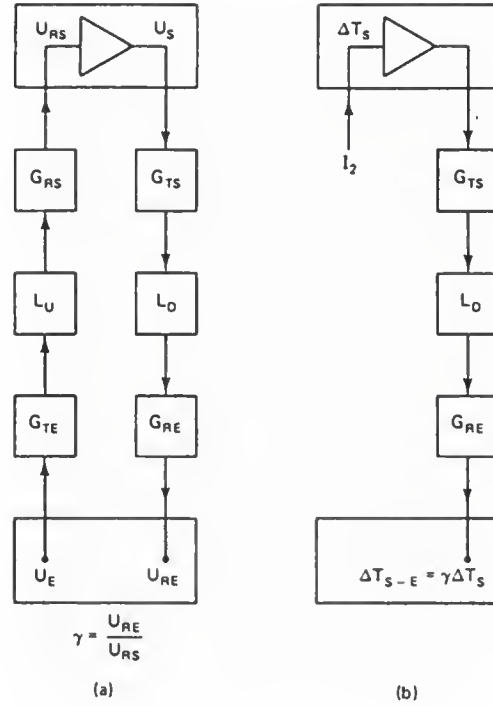 U_RS U_S
ΔT_S
I_2
G_RS G_TS
G_TS
L_U L_D
L_D
G_TE G_RE
G_RE
U_E U_RE
ΔT_S-E = γΔT_S
γ = U_RE / U_RS
(a) (b)